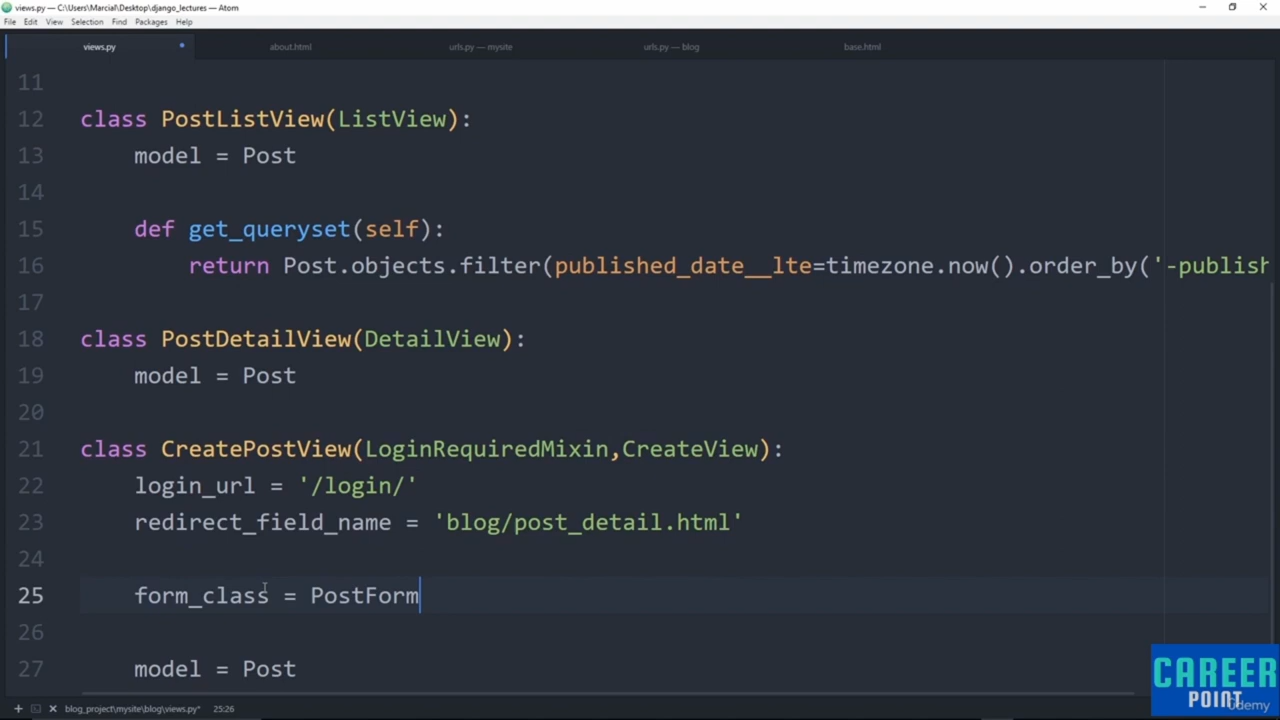 views.py — C:\Users\Marcial\Desktop\django_lectures — Atom
File Edit View Selection Find Packages Help
views.py about.html urls.py — mysite urls.py — blog base.html
11
12 class PostListView(ListView):
13 model = Post
14
15 def get_queryset(self):
16 return Post.objects.filter(published_date__lte=timezone.now().order_by('-publish
17
18 class PostDetailView(DetailView):
19 model = Post
20
21 class CreatePostView(LoginRequiredMixin,CreateView):
22 login_url = '/login/'
23 redirect_field_name = 'blog/post_detail.html'
24
25 form_class = PostForm
26
27 model = Post
CAREER
POINT
udemy
blog_project\mysite\blog\views.py* 25:26